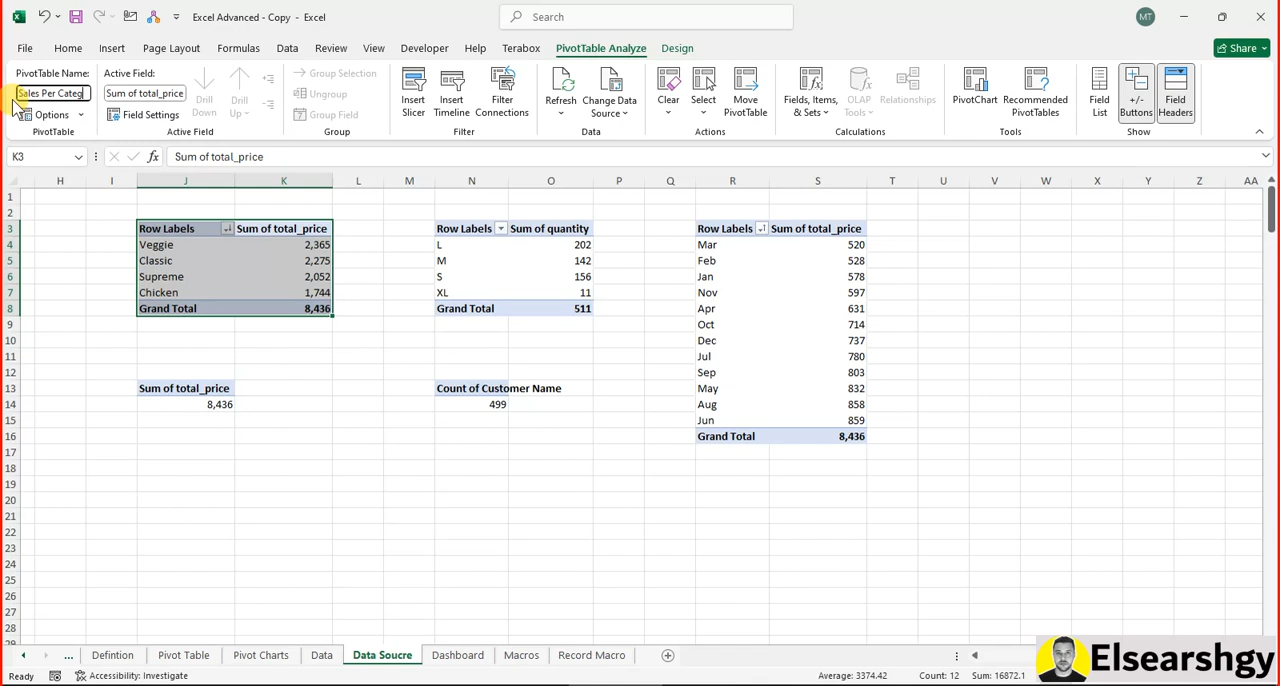 Excel Advanced - Copy - Excel
Search
MT
File Home Insert Page Layout Formulas Data Review View Developer Help Terabox PivotTable Analyze Design
Share
PivotTable Name:
Sales Per Categ
Options
PivotTable
Active Field:
Sum of total_price
Field Settings
Drill Down
Drill Up
Active Field
Group Selection
Ungroup
Group Field
Group
Insert Slicer
Insert Timeline
Filter Connections
Filter
Refresh
Change Data Source
Data
Clear
Select
Move PivotTable
Actions
Fields, Items, & Sets
OLAP Tools
Relationships
Calculations
PivotChart
Recommended PivotTables
Tools
Field List
+/- Buttons
Field Headers
Show
K3
fx
Sum of total_price
H I J K L M N O P Q R S T U V W X Y Z AA
1
2
3 Row Labels Sum of total_price Row Labels Sum of quantity Row Labels Sum of total_price
4 Veggie 2,365 L 202 Mar 520
5 Classic 2,275 M 142 Feb 528
6 Supreme 2,052 S 156 Jan 578
7 Chicken 1,744 XL 11 Nov 597
8 Grand Total 8,436 Grand Total 511 Apr 631
9 Oct 714
10 Dec 737
11 Jul 780
12 Sep 803
13 Sum of total_price Count of Customer Name May 832
14 8,436 499 Aug 858
15 Jun 859
16 Grand Total 8,436
17
18
19
20
21
22
23
24
25
26
27
28
29
... Defintion Pivot Table Pivot Charts Data Data Soucre Dashboard Macros Record Macro
Ready
Accessibility: Investigate
Average: 3374.42 Count: 12 Sum: 16872.1
Elsearshgy